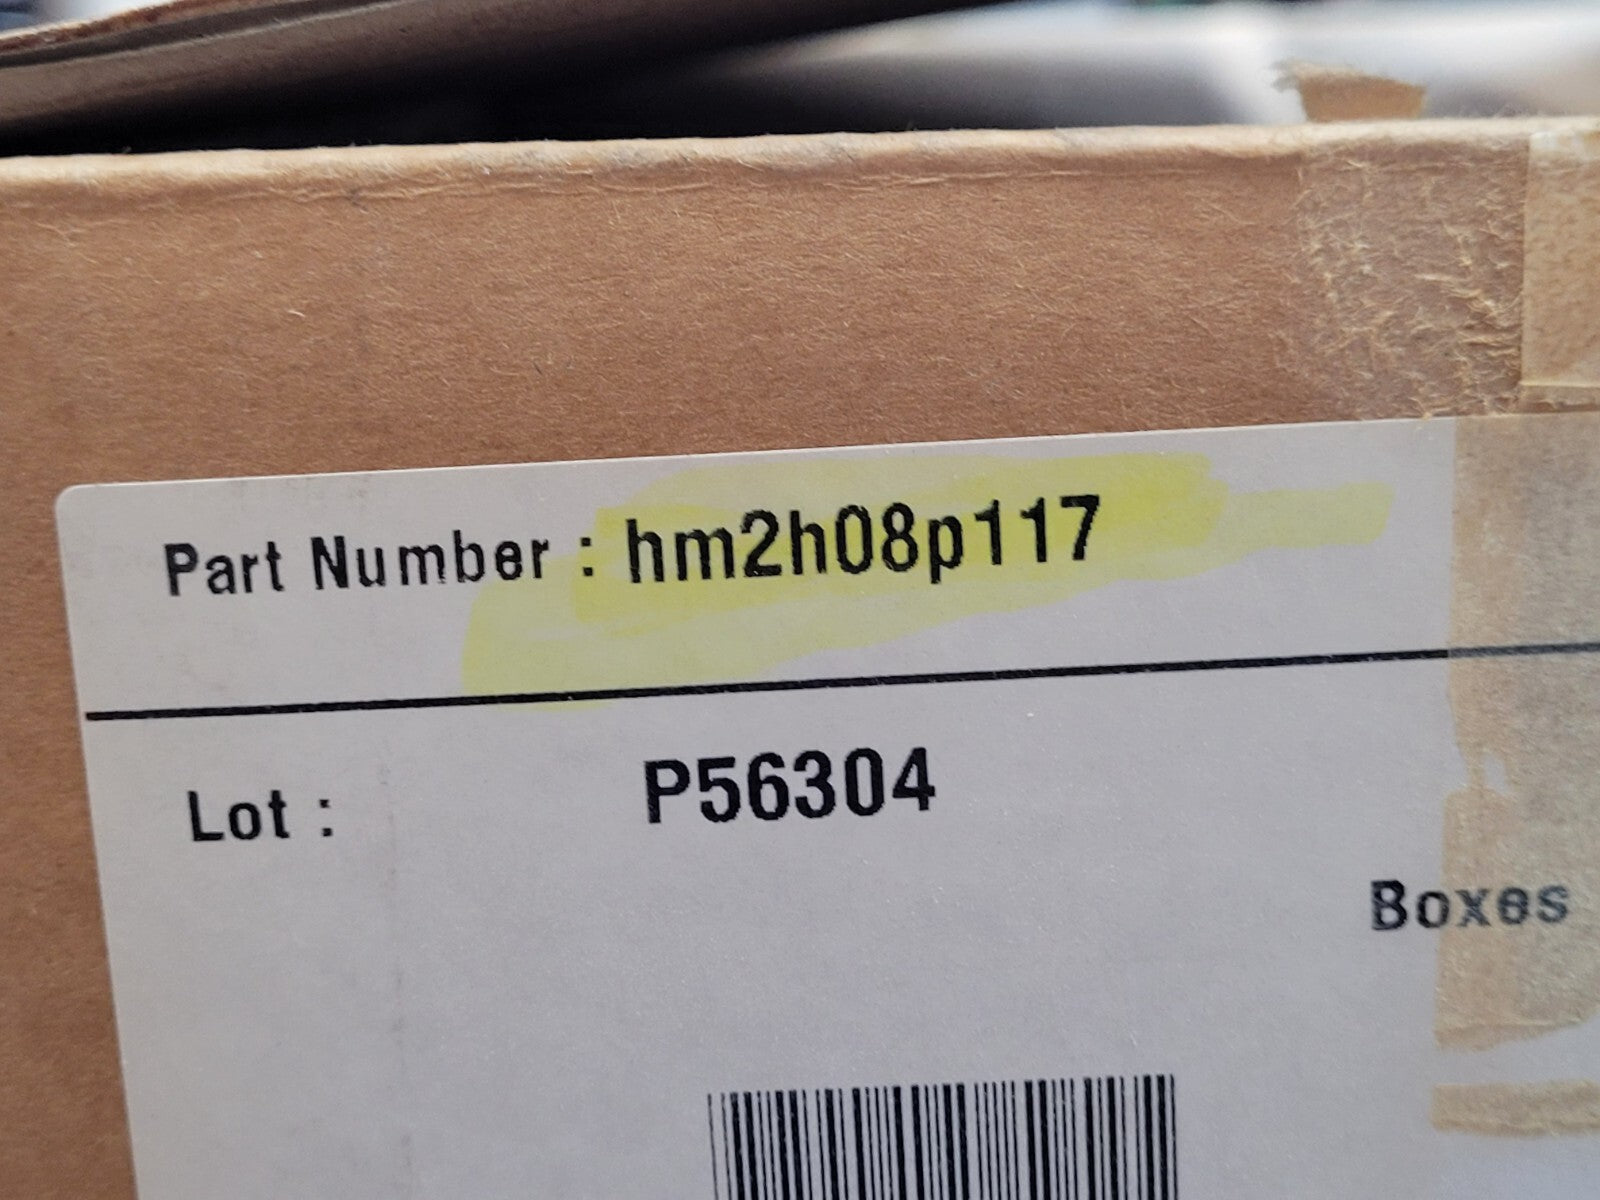 Part Number : hm2h08p117
Lot : P56304
Boxes